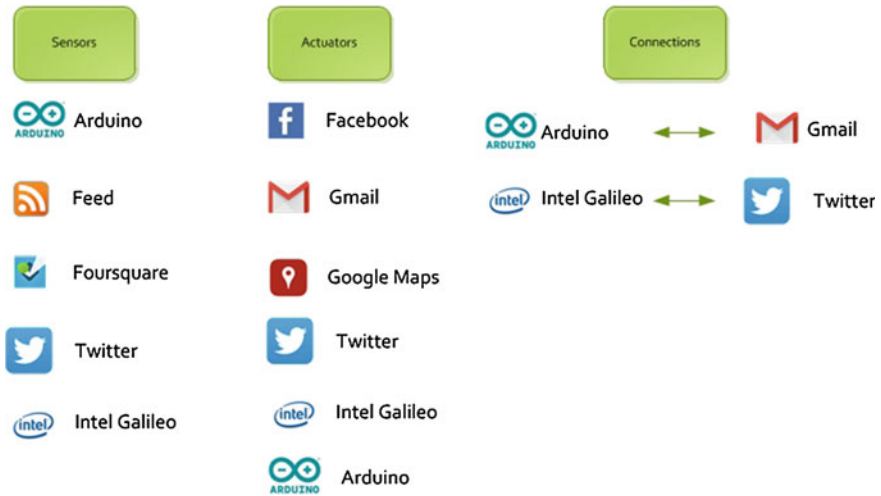 Sensors
Actuators
Connections
ARDUINO Arduino
Feed
Foursquare
Twitter
intel Intel Galileo
f Facebook
Gmail
Google Maps
Twitter
intel Intel Galileo
ARDUINO Arduino
ARDUINO Arduino Gmail
intel Intel Galileo Twitter